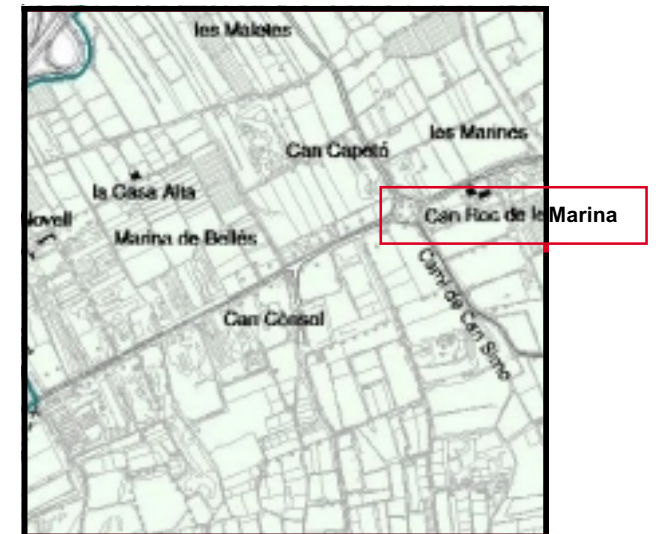 les Maletes
Can Capetó
les Marines
la Casa Alta
Can Roc de la Marina
Novell
Marina de Bellés
Camí de Can Simó
Can Cònsol